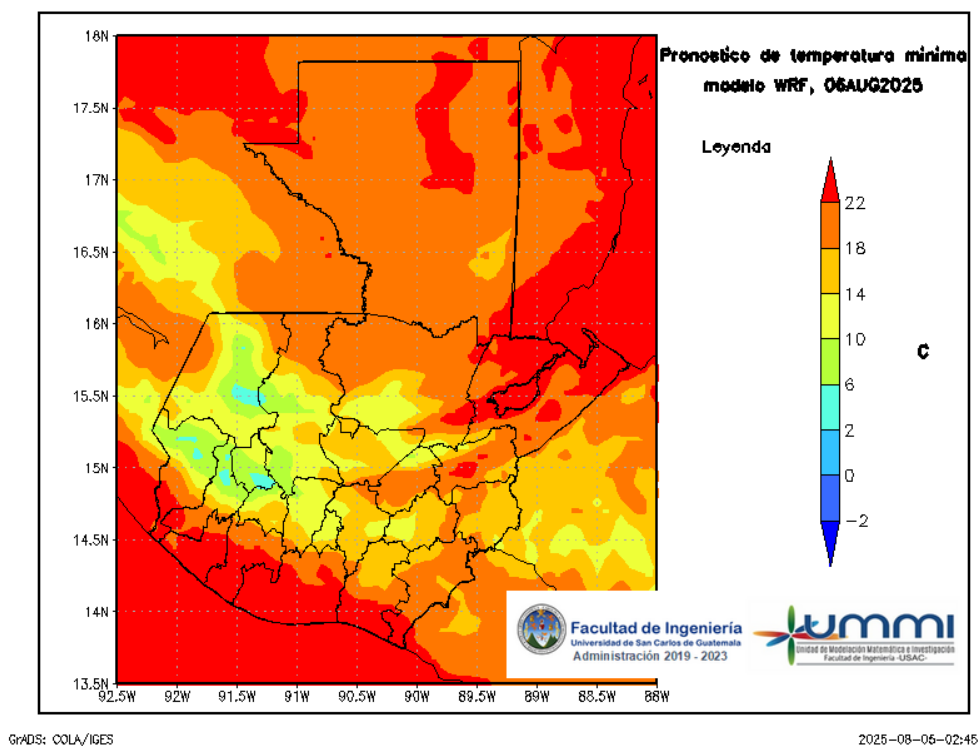 Pronostico de temperatura minima
modelo WRF, 06AUG2025
Leyenda
22
18
14
10
6
2
0
-2
C
18N
17.5N
17N
16.5N
16N
15.5N
15N
14.5N
14N
13.5N
92.5W 92W 91.5W 91W 90.5W 90W 89.5W 89W 88.5W 88W
Facultad de Ingeniería
Universidad de San Carlos de Guatemala
Administración 2019 - 2023
ummi
Unidad de Modelación Matemática e Investigación
Facultad de Ingeniería -USAC-
GrADS: COLA/IGES
2025-08-06-02:45